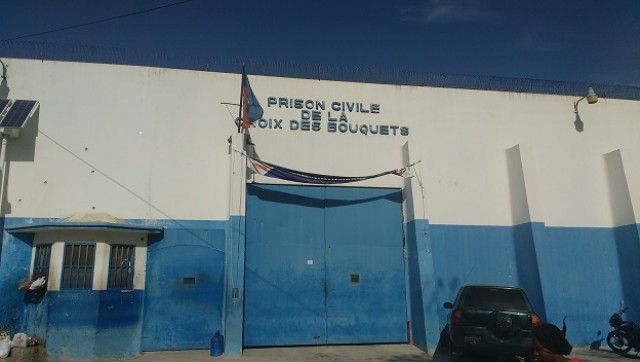 PRISON CIVILE
DE LA
CROIX DES BOUQUETS